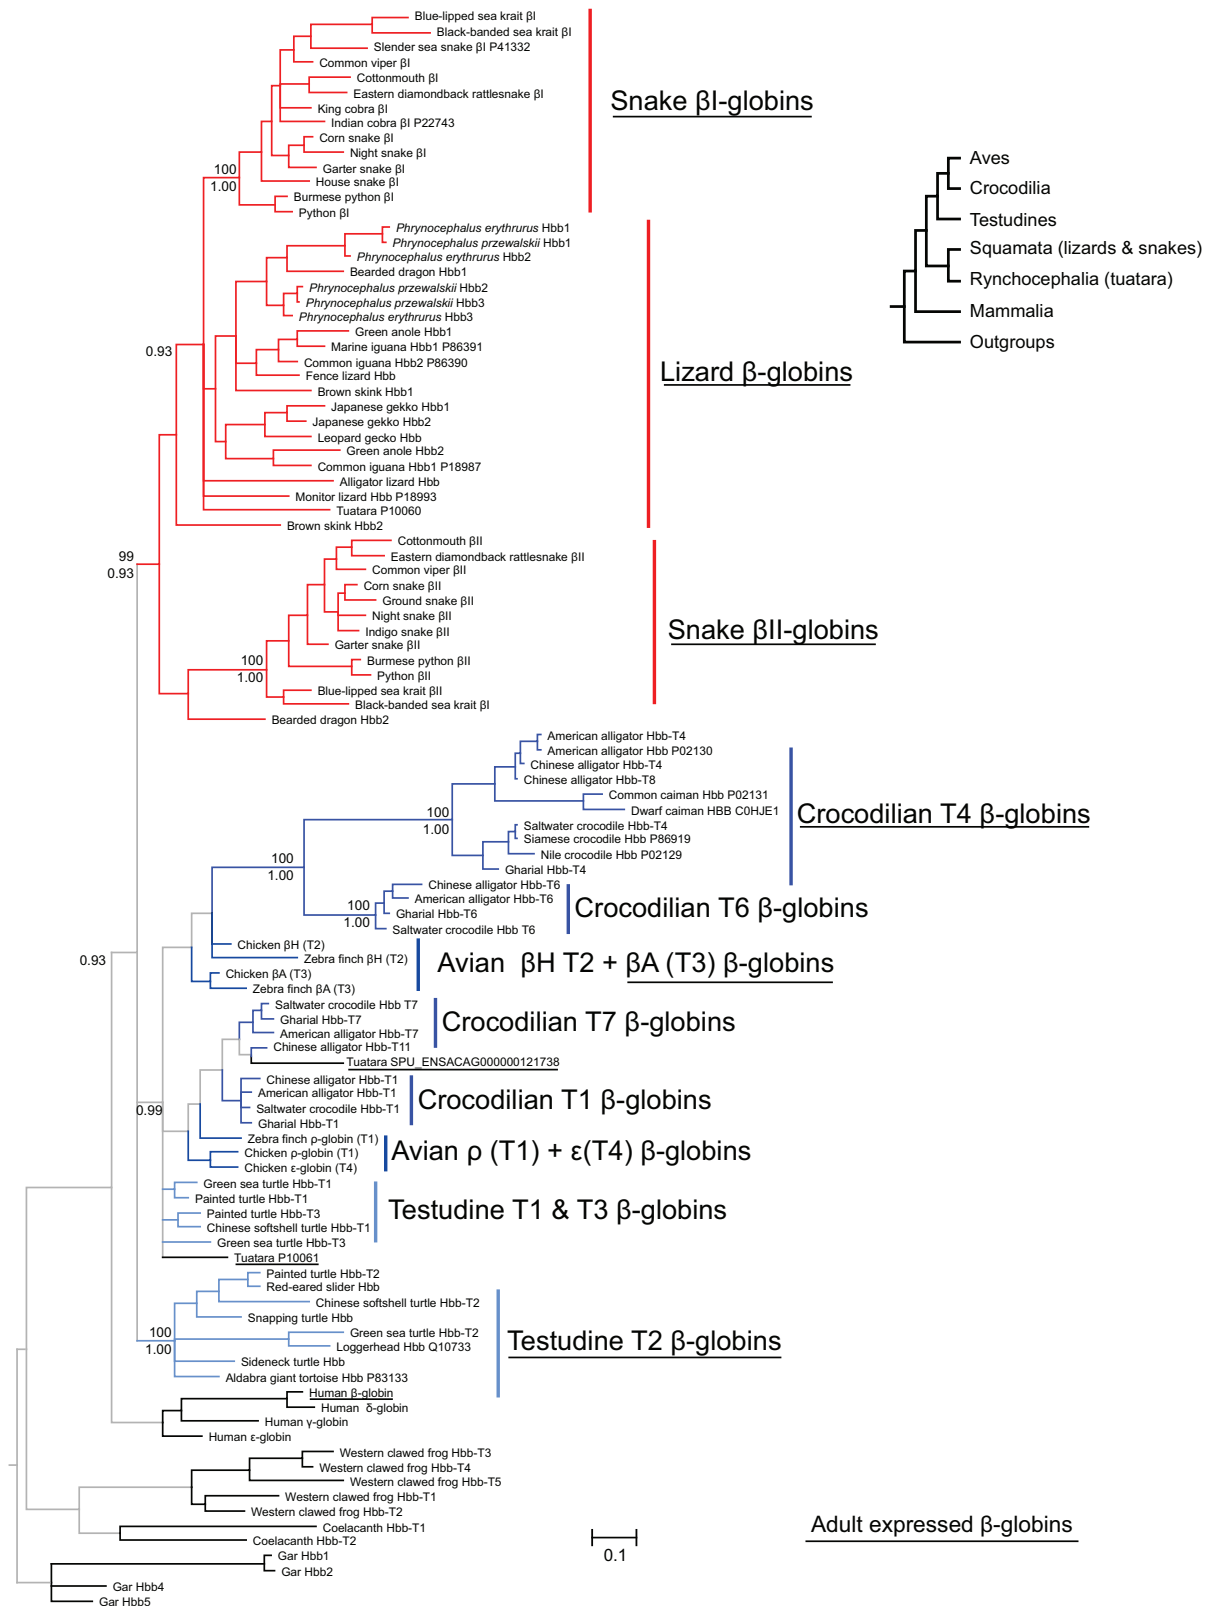 Blue-lipped sea krait βI
Black-banded sea krait βI
Slender sea snake βI P41332
Common viper βI
Cottonmouth βI
Eastern diamondback rattlesnake βI
King cobra βI
Indian cobra βI P22743
Corn snake βI
Night snake βI
Garter snake βI
House snake βI
Burmese python βI
Python βI
100
1.00
Snake βI-globins
Aves
Crocodilia
Testudines
Squamata (lizards & snakes)
Rynchocephalia (tuatara)
Mammalia
Outgroups
Phrynocephalus erythrurus Hbb1
Phrynocephalus przewalskii Hbb1
Phrynocephalus erythrurus Hbb2
Bearded dragon Hbb1
Phrynocephalus przewalskii Hbb2
Phrynocephalus przewalskii Hbb3
Phrynocephalus erythrurus Hbb3
Green anole Hbb1
Marine iguana Hbb1 P86391
Common iguana Hbb2 P86390
Fence lizard Hbb
Brown skink Hbb1
Japanese gekko Hbb1
Japanese gekko Hbb2
Leopard gecko Hbb
Green anole Hbb2
Common iguana Hbb1 P18987
Alligator lizard Hbb
Monitor lizard Hbb P18993
Tuatara P10060
Brown skink Hbb2
0.93
Lizard β-globins
99
0.93
Cottonmouth βII
Eastern diamondback rattlesnake βII
Common viper βII
Corn snake βII
Ground snake βII
Night snake βII
Indigo snake βII
Garter snake βII
Burmese python βII
Python βII
Blue-lipped sea krait βII
Black-banded sea krait βI
Bearded dragon Hbb2
100
1.00
Snake βII-globins
American alligator Hbb-T4
American alligator Hbb P02130
Chinese alligator Hbb-T4
Chinese alligator Hbb-T8
Common caiman Hbb P02131
Dwarf caiman HBB C0HJE1
Saltwater crocodile Hbb-T4
Siamese crocodile Hbb P86919
Nile crocodile Hbb P02129
Gharial Hbb-T4
100
1.00
Crocodilian T4 β-globins
100
1.00
Chinese alligator Hbb-T6
American alligator Hbb-T6
Gharial Hbb-T6
Saltwater crocodile Hbb T6
100
1.00
Crocodilian T6 β-globins
Chicken βH (T2)
Zebra finch βH (T2)
Chicken βA (T3)
Zebra finch βA (T3)
Avian βH T2 + βA (T3) β-globins
0.93
Saltwater crocodile Hbb T7
Gharial Hbb-T7
American alligator Hbb-T7
Chinese alligator Hbb-T11
Crocodilian T7 β-globins
Tuatara SPU_ENSACAG000000121738
Chinese alligator Hbb-T1
American alligator Hbb-T1
Saltwater crocodile Hbb-T1
Gharial Hbb-T1
Crocodilian T1 β-globins
0.99
Zebra finch ρ-globin (T1)
Chicken ρ-globin (T1)
Chicken ε-globin (T4)
Avian ρ (T1) + ε(T4) β-globins
Green sea turtle Hbb-T1
Painted turtle Hbb-T1
Painted turtle Hbb-T3
Chinese softshell turtle Hbb-T1
Green sea turtle Hbb-T3
Testudine T1 & T3 β-globins
Tuatara P10061
Painted turtle Hbb-T2
Red-eared slider Hbb
Chinese softshell turtle Hbb-T2
Snapping turtle Hbb
Green sea turtle Hbb-T2
Loggerhead Hbb Q10733
Sideneck turtle Hbb
Aldabra giant tortoise Hbb P83133
100
1.00
Testudine T2 β-globins
Human β-globin
Human δ-globin
Human γ-globin
Human ε-globin
Western clawed frog Hbb-T3
Western clawed frog Hbb-T4
Western clawed frog Hbb-T5
Western clawed frog Hbb-T1
Western clawed frog Hbb-T2
Coelacanth Hbb-T1
Coelacanth Hbb-T2
Gar Hbb1
Gar Hbb2
Gar Hbb4
Gar Hbb5
0.1
Adult expressed β-globins